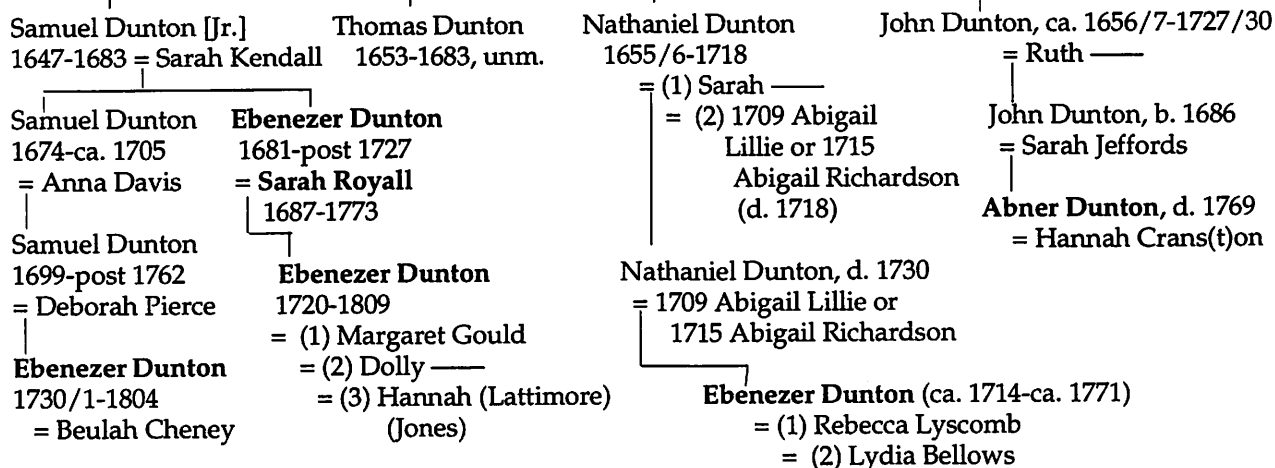 Samuel Dunton [Jr.]
1647-1683 = Sarah Kendall
Thomas Dunton
1653-1683, unm.
Nathaniel Dunton
1655/6-1718
= (1) Sarah ——
= (2) 1709 Abigail
Lillie or 1715
Abigail Richardson
(d. 1718)
John Dunton, ca. 1656/7-1727/30
= Ruth ——
Samuel Dunton
1674-ca. 1705
= Anna Davis
Ebenezer Dunton
1681-post 1727
= Sarah Royall
1687-1773
John Dunton, b. 1686
= Sarah Jeffords
Abner Dunton, d. 1769
= Hannah Crans(t)on
Samuel Dunton
1699-post 1762
= Deborah Pierce
Ebenezer Dunton
1720-1809
= (1) Margaret Gould
= (2) Dolly ——
= (3) Hannah (Lattimore)
(Jones)
Nathaniel Dunton, d. 1730
= 1709 Abigail Lillie or
1715 Abigail Richardson
Ebenezer Dunton
1730/1-1804
= Beulah Cheney
Ebenezer Dunton (ca. 1714-ca. 1771)
= (1) Rebecca Lyscomb
= (2) Lydia Bellows